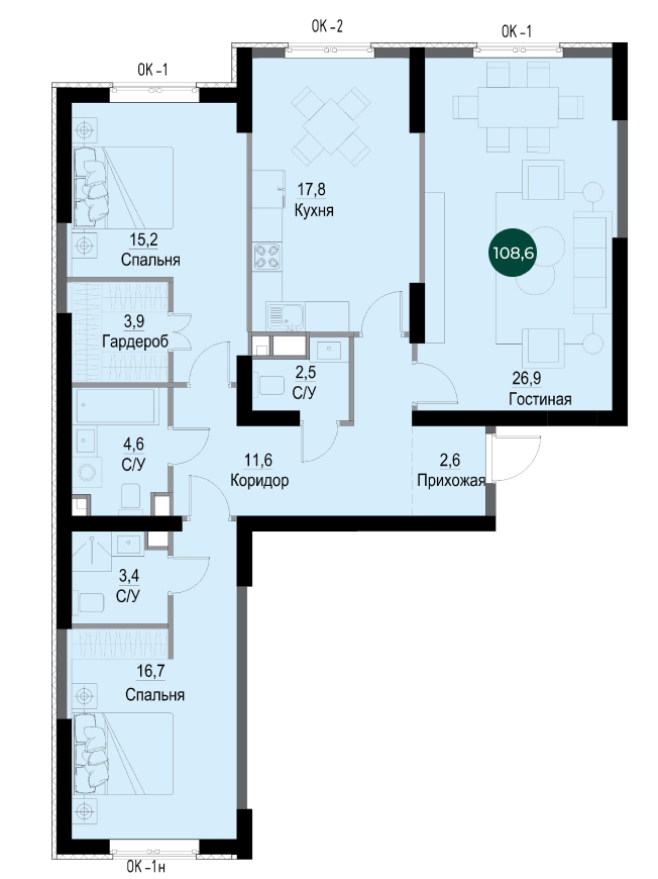 ОК-2
ОК-1
ОК-1
17,8
Кухня
15,2
Спальня
108,6
3,9
Гардероб
2,5
С/У
26,9
Гостиная
4,6
С/У
11,6
Коридор
2,6
Прихожая
3,4
С/У
16,7
Спальня
ОК-1н